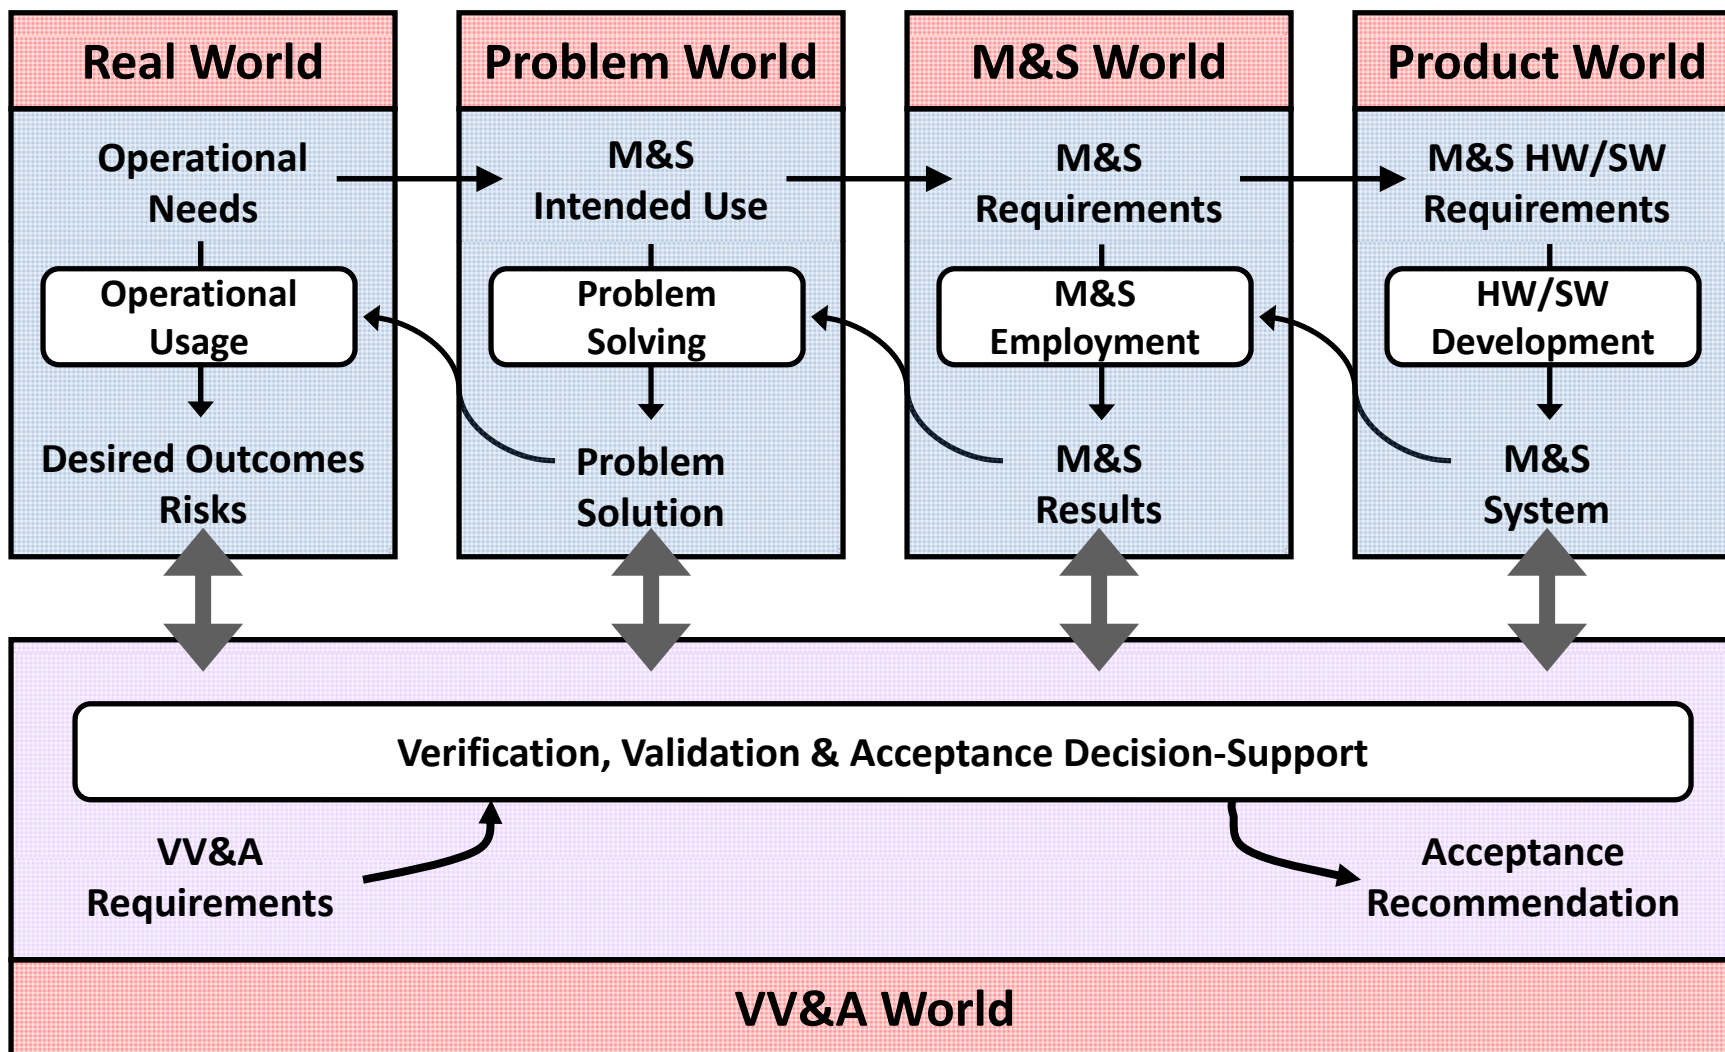 Real World
Operational
Needs
Operational
Usage
Desired Outcomes
Risks
Problem World
M&S
Intended Use
Problem
Solving
Problem
Solution
M&S World
M&S
Requirements
M&S
Employment
M&S
Results
Product World
M&S HW/SW
Requirements
HW/SW
Development
M&S
System
Verification, Validation & Acceptance Decision-Support
VV&A
Requirements
Acceptance
Recommendation
VV&A World